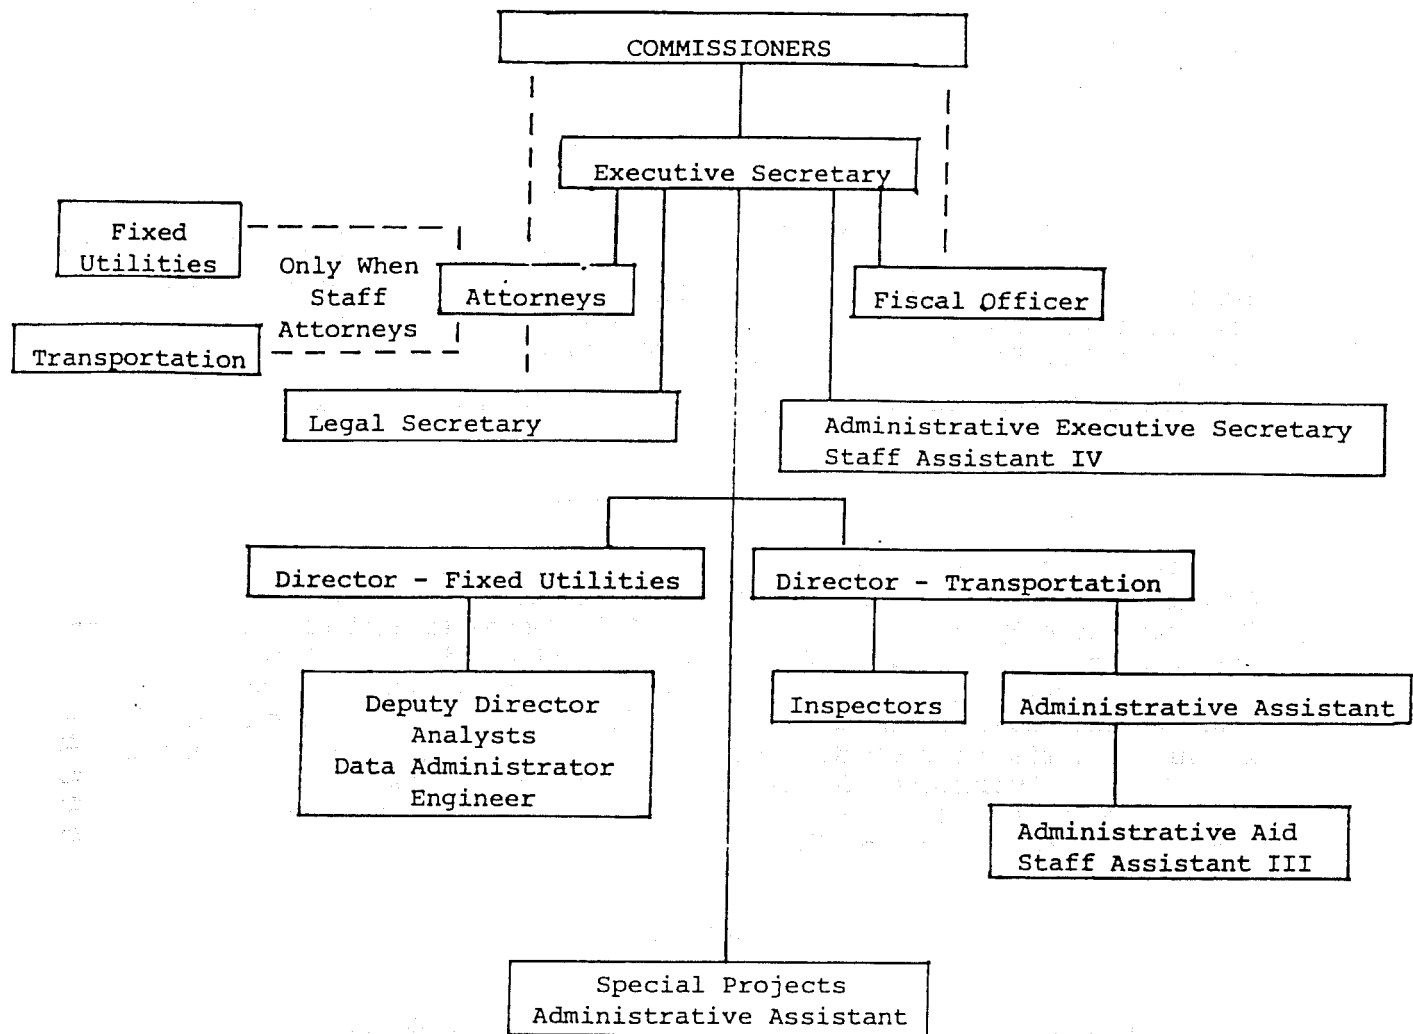 COMMISSIONERS
Executive Secretary
Fixed
Utilities
Only When
Staff
Attorneys
Attorneys
Fiscal Officer
Transportation
Legal Secretary
Administrative Executive Secretary
Staff Assistant IV
Director - Fixed Utilities
Director - Transportation
Deputy Director
Analysts
Data Administrator
Engineer
Inspectors
Administrative Assistant
Administrative Aid
Staff Assistant III
Special Projects
Administrative Assistant